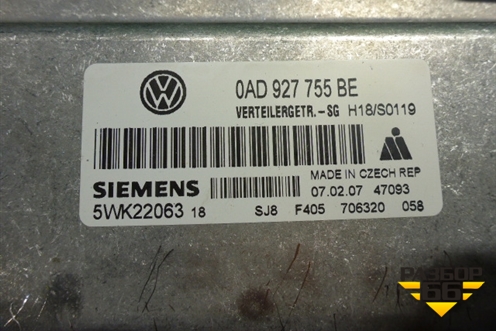 0AD 927 755 BE
VERTEILERGETR.-SG H18/S0119
MADE IN CZECH REP
SIEMENS 07.02.07 47093
5WK22063 18 SJ8 F405 706320 058
РАЗБОР
66